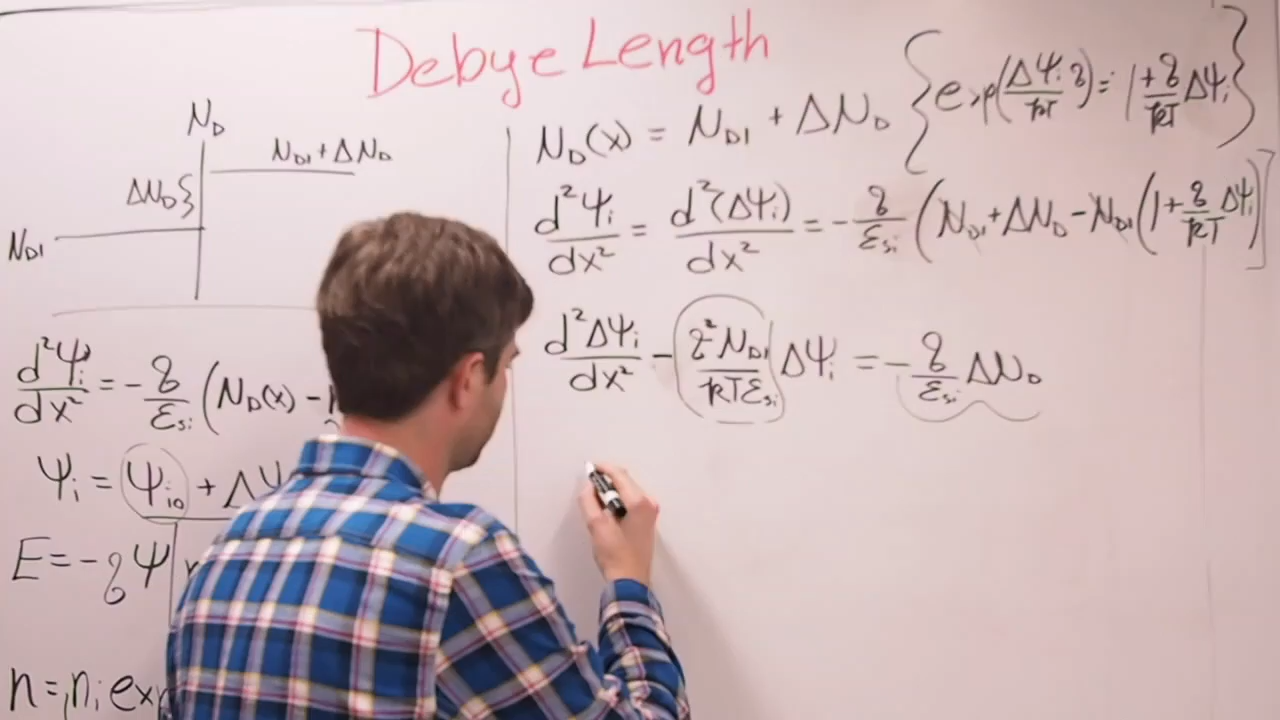 Debye Length
N_D
N_D1 + ΔN_D
ΔN_D }
N_D1
d²Ψ_i/dx² = -q/ε_si (N_D(x) -
Ψ_i = Ψ_i0 + ΔΨ
E = -qΨ
n = n_i exp
N_D(x) = N_D1 + ΔN_D { exp(ΔΨ_i/kT q) = 1 + q/kT ΔΨ_i }
d²Ψ_i/dx² = d²(ΔΨ_i)/dx² = -q/ε_si (N_D1 + ΔN_D - N_D1 (1 + q/kT ΔΨ_i)]
d²ΔΨ_i/dx² - q²N_D1/kTε_si ΔΨ_i = -q/ε_si ΔN_D